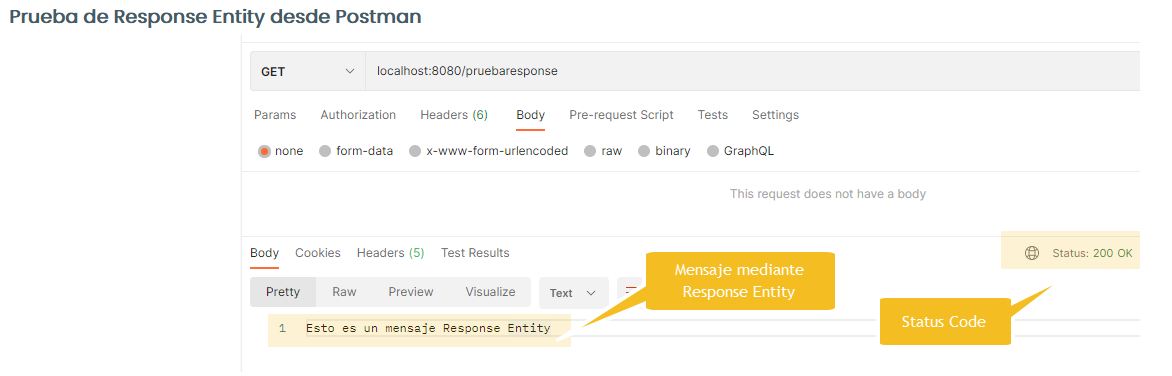 Prueba de Response Entity desde Postman
GET
localhost:8080/pruebaresponse
Params Authorization Headers (6) Body Pre-request Script Tests Settings
none form-data x-www-form-urlencoded raw binary GraphQL
This request does not have a body
Body Cookies Headers (5) Test Results
Status: 200 OK
Mensaje mediante
Response Entity
Pretty Raw Preview Visualize Text
Status Code
1 Esto es un mensaje Response Entity